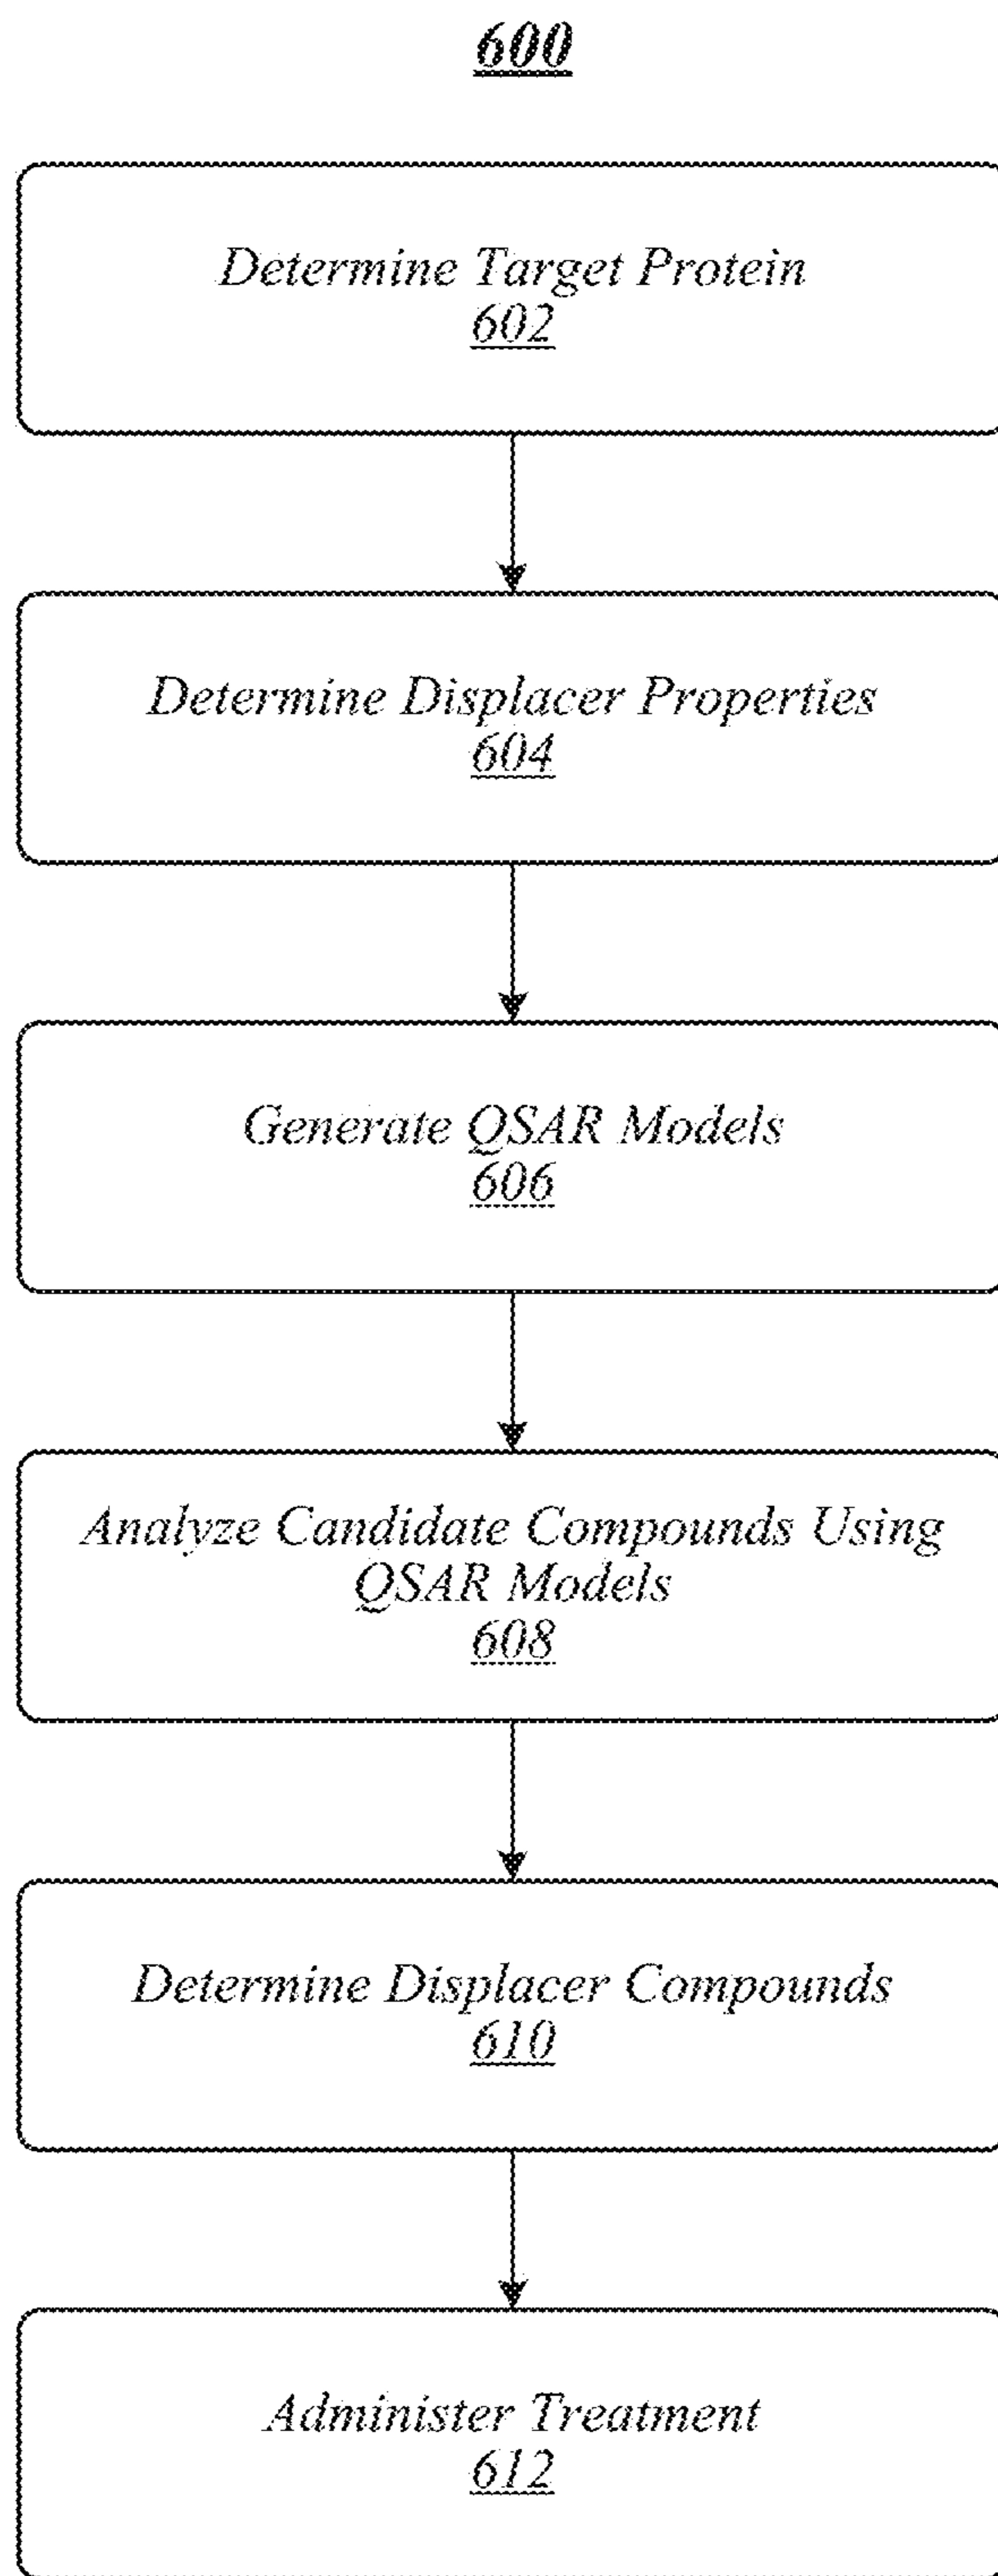 600
Determine Target Protein
602
Determine Displacer Properties
604
Generate QSAR Models
606
Analyze Candidate Compounds Using
QSAR Models
608
Determine Displacer Compounds
610
Administer Treatment
612